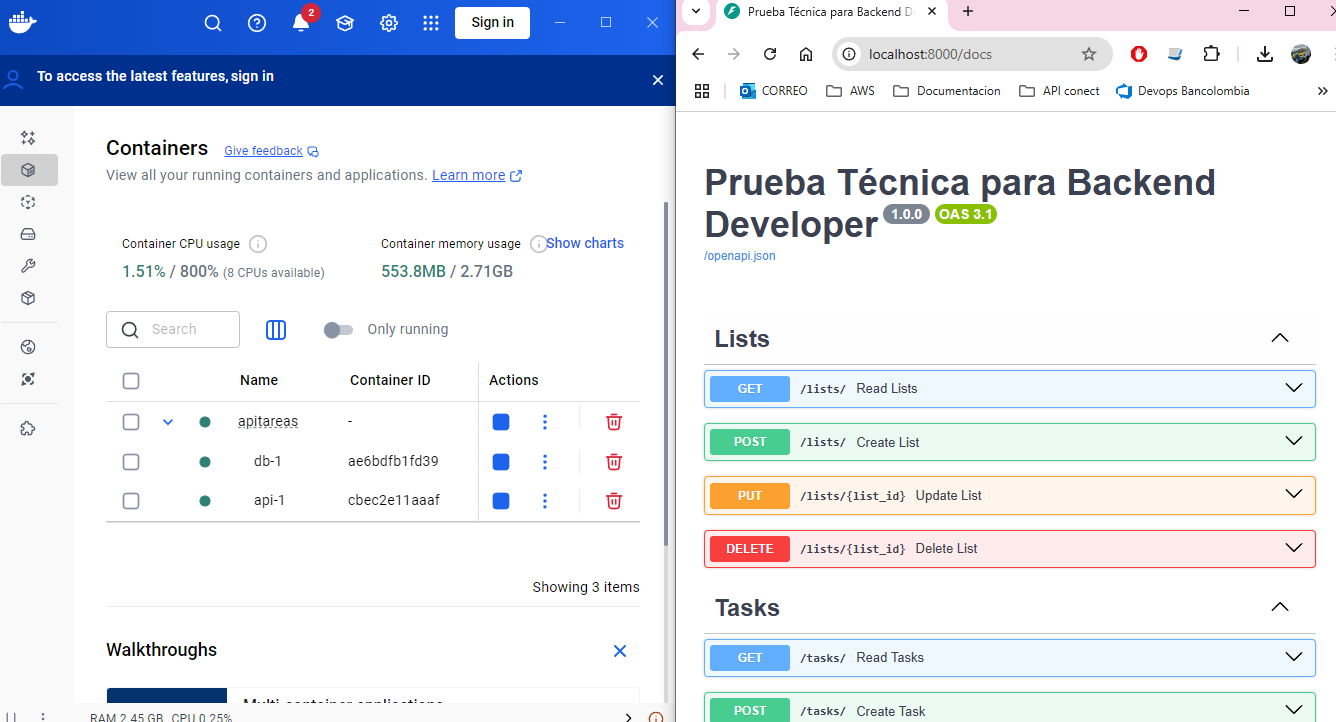 2
Sign in
To access the latest features, sign in
Containers Give feedback
View all your running containers and applications. Learn more
Container CPU usage
1.51% / 800% (8 CPUs available)
Container memory usage
553.8MB / 2.71GB
Show charts
Search
Only running
Name Container ID Actions
apitareas -
db-1 ae6bdfb1fd39
api-1 cbec2e11aaaf
Showing 3 items
Walkthroughs
Multi-container applications
RAM 2.45 GB CPU 0.25%
Prueba Técnica para Backend D
localhost:8000/docs
CORREO AWS Documentacion API conect Devops Bancolombia
Prueba Técnica para Backend
Developer 1.0.0 OAS 3.1
/openapi.json
Lists
GET /lists/ Read Lists
POST /lists/ Create List
PUT /lists/{list_id} Update List
DELETE /lists/{list_id} Delete List
Tasks
GET /tasks/ Read Tasks
POST /tasks/ Create Task